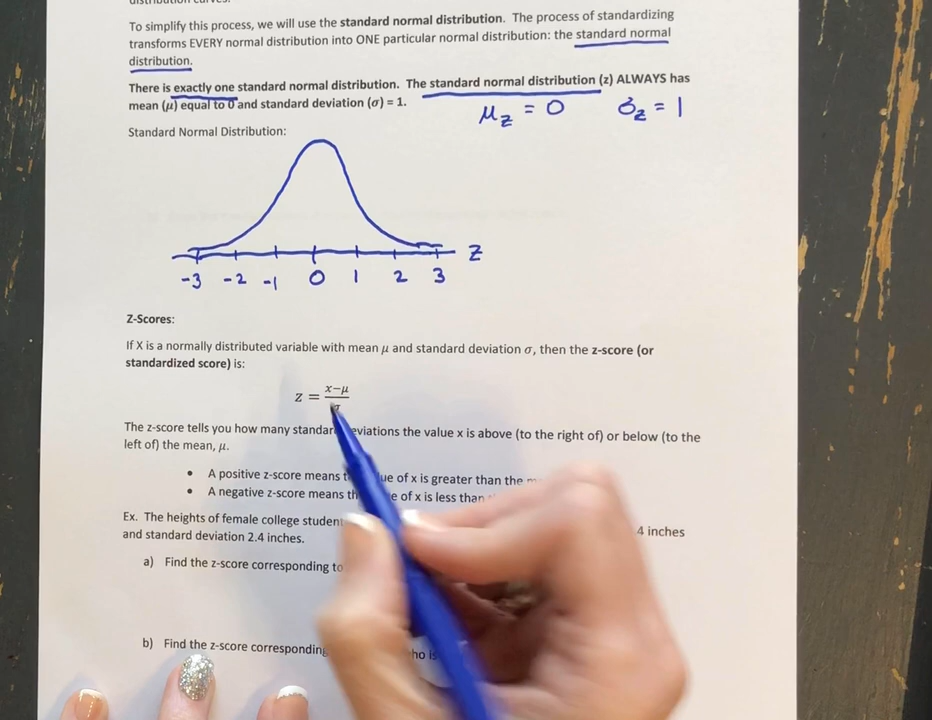 To simplify this process, we will use the standard normal distribution. The process of standardizing
transforms EVERY normal distribution into ONE particular normal distribution: the standard normal
distribution.
There is exactly one standard normal distribution. The standard normal distribution (z) ALWAYS has
mean (μ) equal to 0 and standard deviation (σ) = 1.
μz = 0 σz = 1
Standard Normal Distribution:
z
-3 -2 -1 0 1 2 3
Z-Scores:
If X is a normally distributed variable with mean μ and standard deviation σ, then the z-score (or
standardized score) is:
z = x−μ
σ
The z-score tells you how many standard deviations the value x is above (to the right of) or below (to the
left of) the mean, μ.
• A positive z-score means t ue of x is greater than the
• A negative z-score means th e of x is less than
Ex. The heights of female college student 4 inches
and standard deviation 2.4 inches.
a) Find the z-score corresponding to
b) Find the z-score corresponding ho is